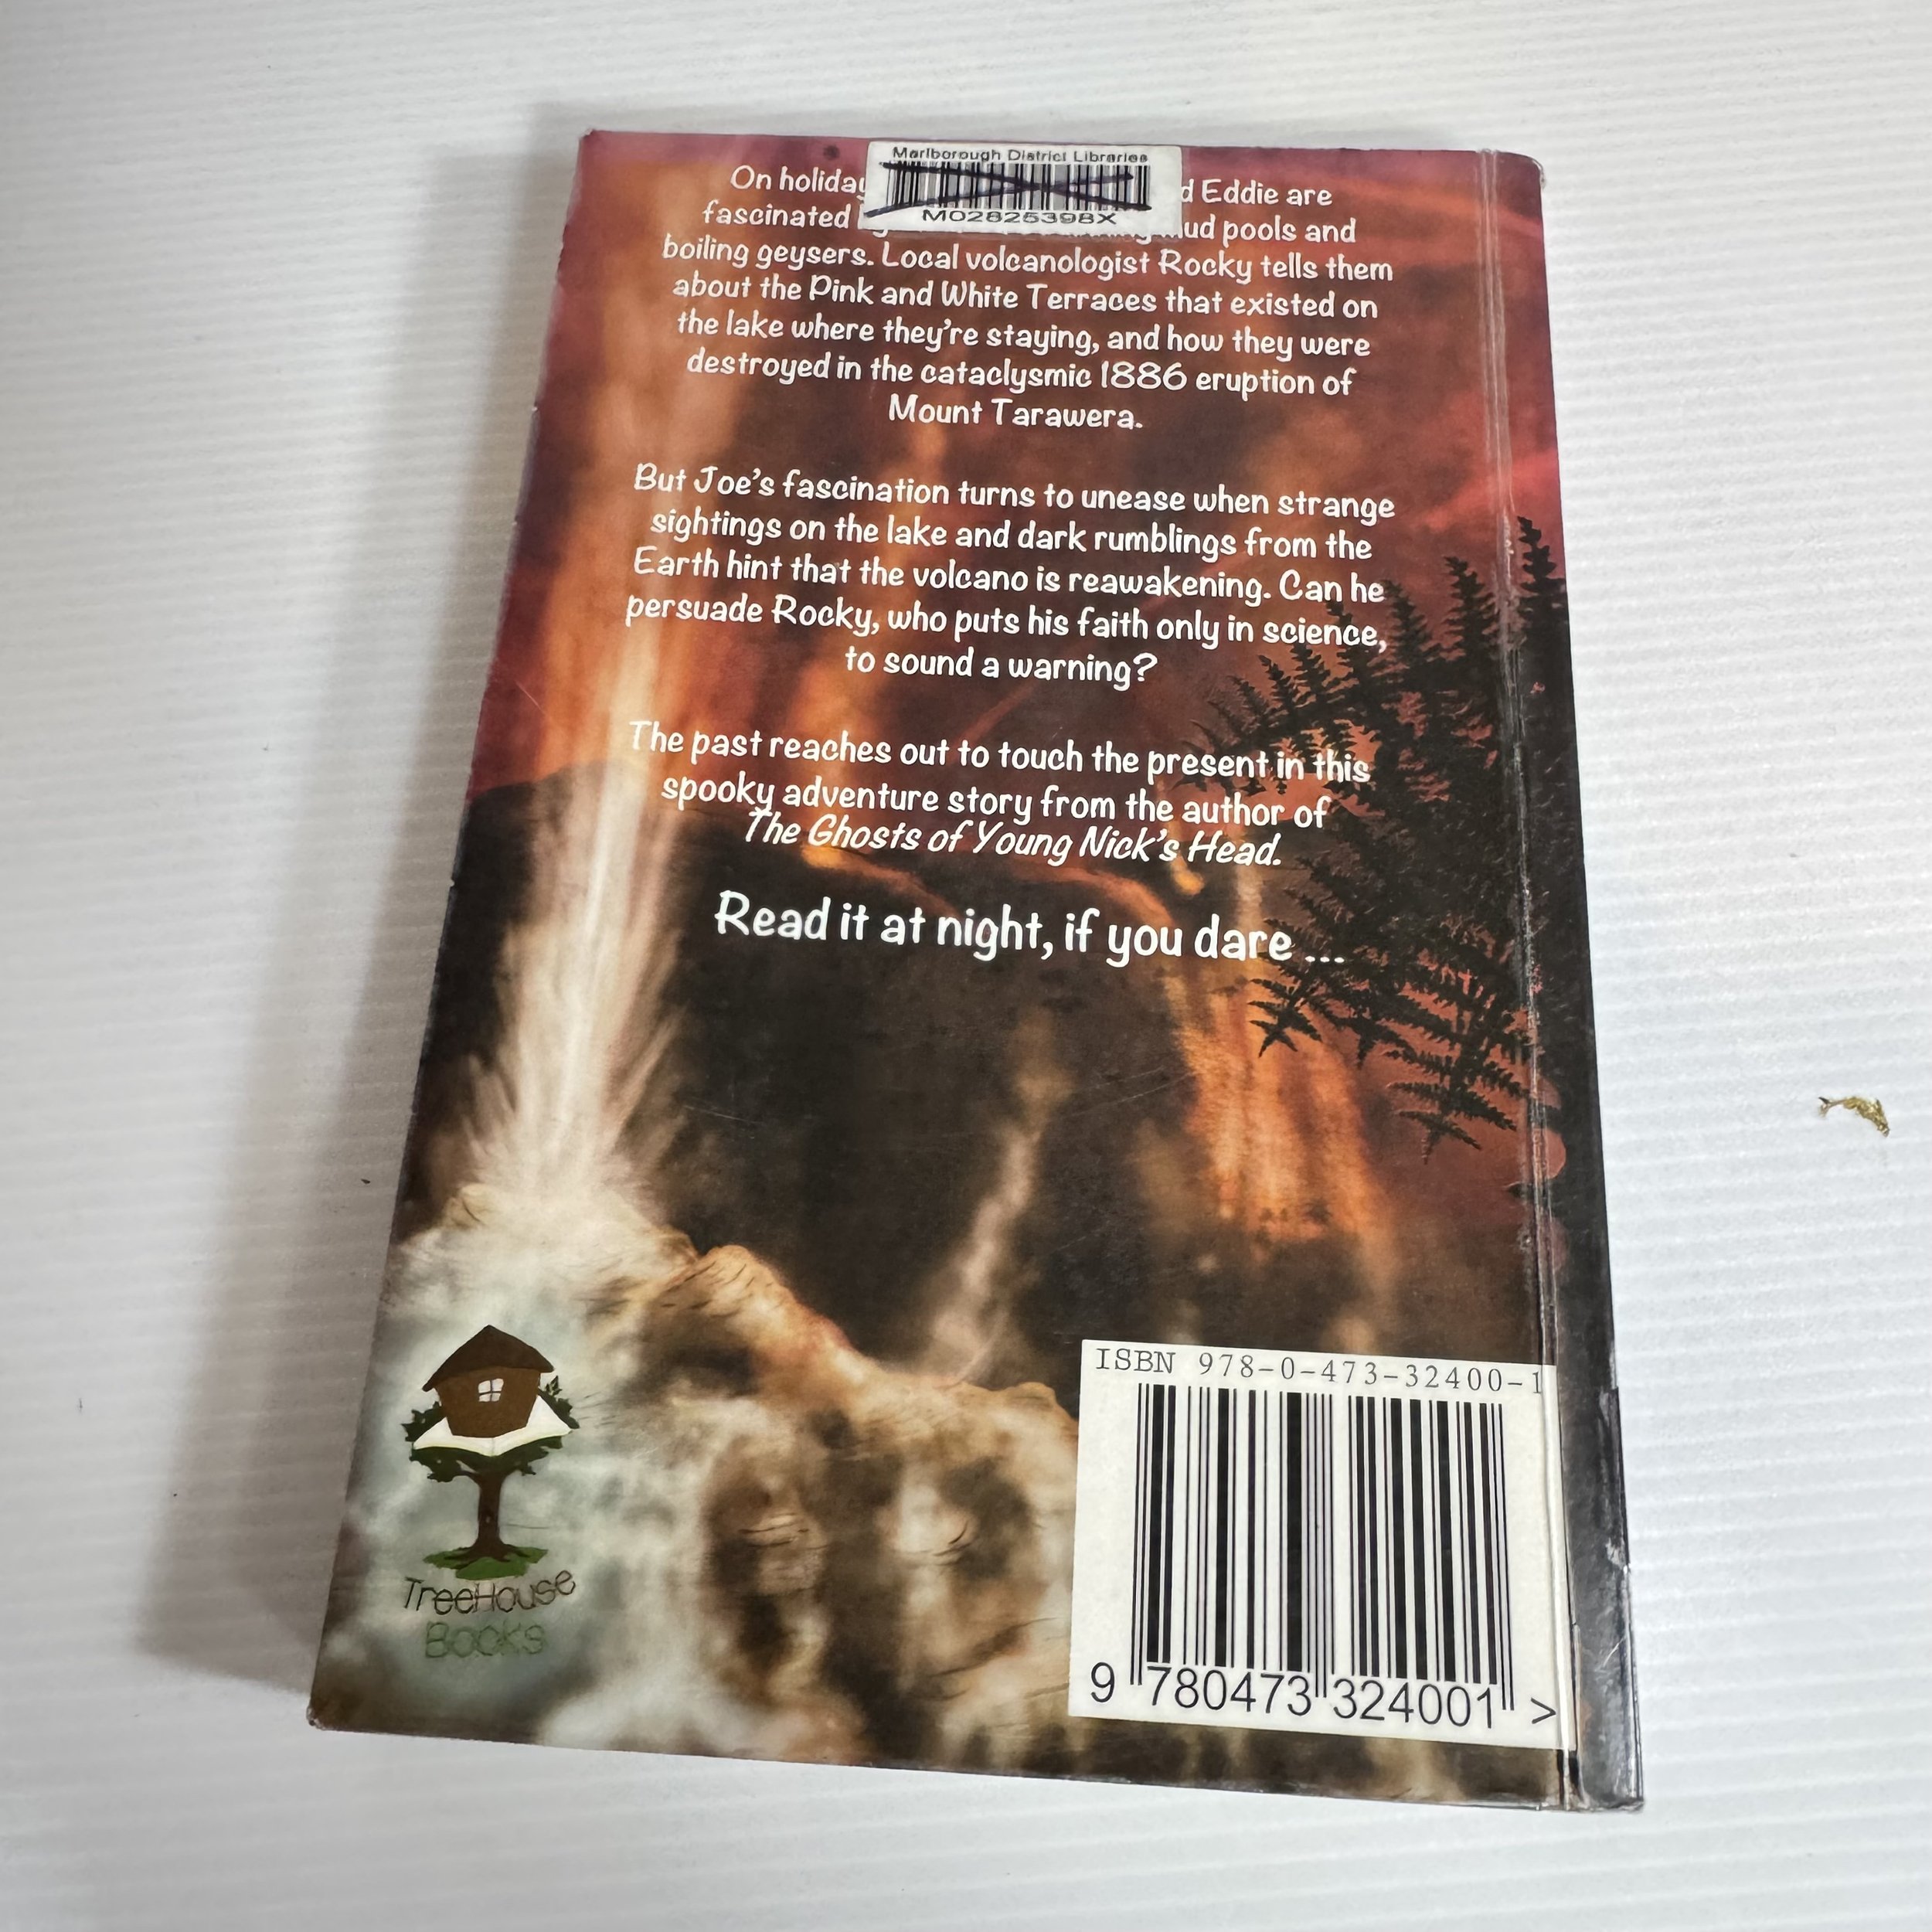 Marlborough District Libraries
M02825398X
On holiday d Eddie are
fascinated ud pools and
boiling geysers. Local volcanologist Rocky tells them
about the Pink and White Terraces that existed on
the lake where they're staying, and how they were
destroyed in the cataclysmic 1886 eruption of
Mount Tarawera.
But Joe's fascination turns to unease when strange
sightings on the lake and dark rumblings from the
Earth hint that the volcano is reawakening. Can he
persuade Rocky, who puts his faith only in science,
to sound a warning?
The past reaches out to touch the present in this
spooky adventure story from the author of
The Ghosts of Young Nick's Head.
Read it at night, if you dare ...
TreeHouse
Books
ISBN 978-0-473-32400-1
9 780473 324001 >